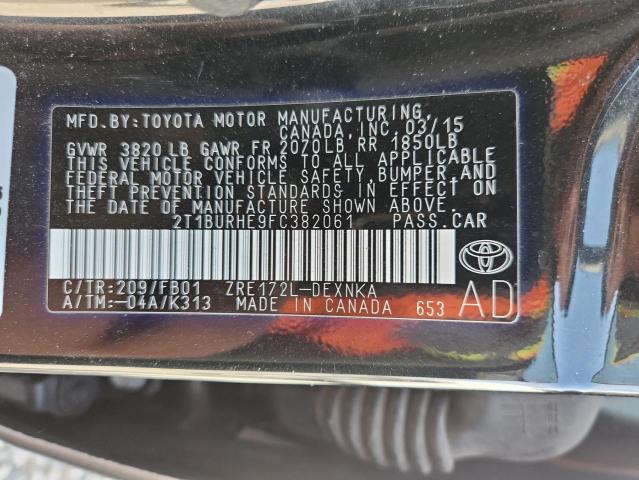 MFD. BY: TOYOTA MOTOR MANUFACTURING,
CANADA, INC. 03/15
GVWR 3820 LB GAWR FR 2070LB, RR 1850LB
THIS VEHICLE CONFORMS TO ALL APPLICABLE
FEDERAL MOTOR VEHICLE SAFETY, BUMPER, AND
THEFT PREVENTION STANDARDS IN EFFECT ON
THE DATE OF MANUFACTURE SHOWN ABOVE.
2T1BURHE9FC382061 PASS.CAR
C/TR:209/FB01 ZRE172L-DEXNKA
A/TM:-04A/K313 MADE IN CANADA 653 AD